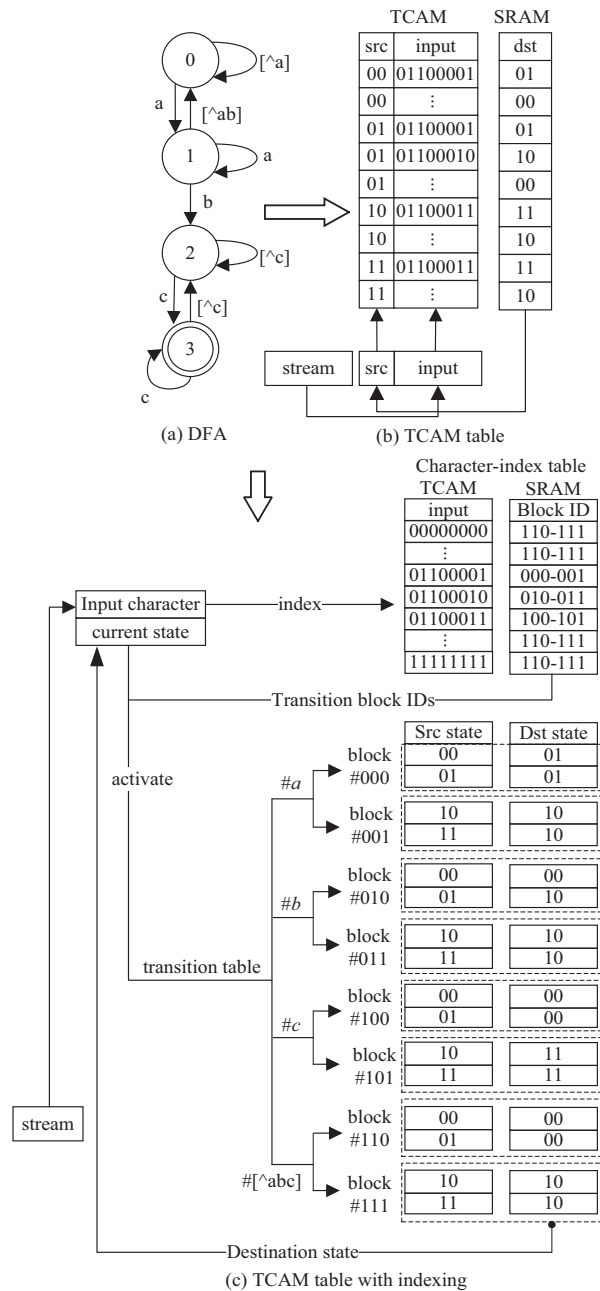 TCAM SRAM
src input dst
00 01100001 01
00 ⋮ 00
01 01100001 01
01 01100010 10
01 ⋮ 00
10 01100011 11
10 ⋮ 10
11 01100011 11
11 ⋮ 10
0
[^a]
a
[^ab]
1
a
b
2
[^c]
c
[^c]
3
c
stream src input
(a) DFA
(b) TCAM table
Character-index table
TCAM SRAM
input Block ID
00000000 110-111
⋮ 110-111
01100001 000-001
01100010 010-011
01100011 100-101
⋮ 110-111
11111111 110-111
Input character
current state
index
Transition block IDs
activate
Src state Dst state
#a
block
#000
00 01
01 01
block
#001
10 10
11 10
#b
block
#010
00 00
01 10
block
#011
10 10
11 10
transition table
#c
block
#100
00 00
01 00
block
#101
10 11
11 11
#[^abc]
block
#110
00 00
01 00
block
#111
10 10
11 10
stream
Destination state
(c) TCAM table with indexing